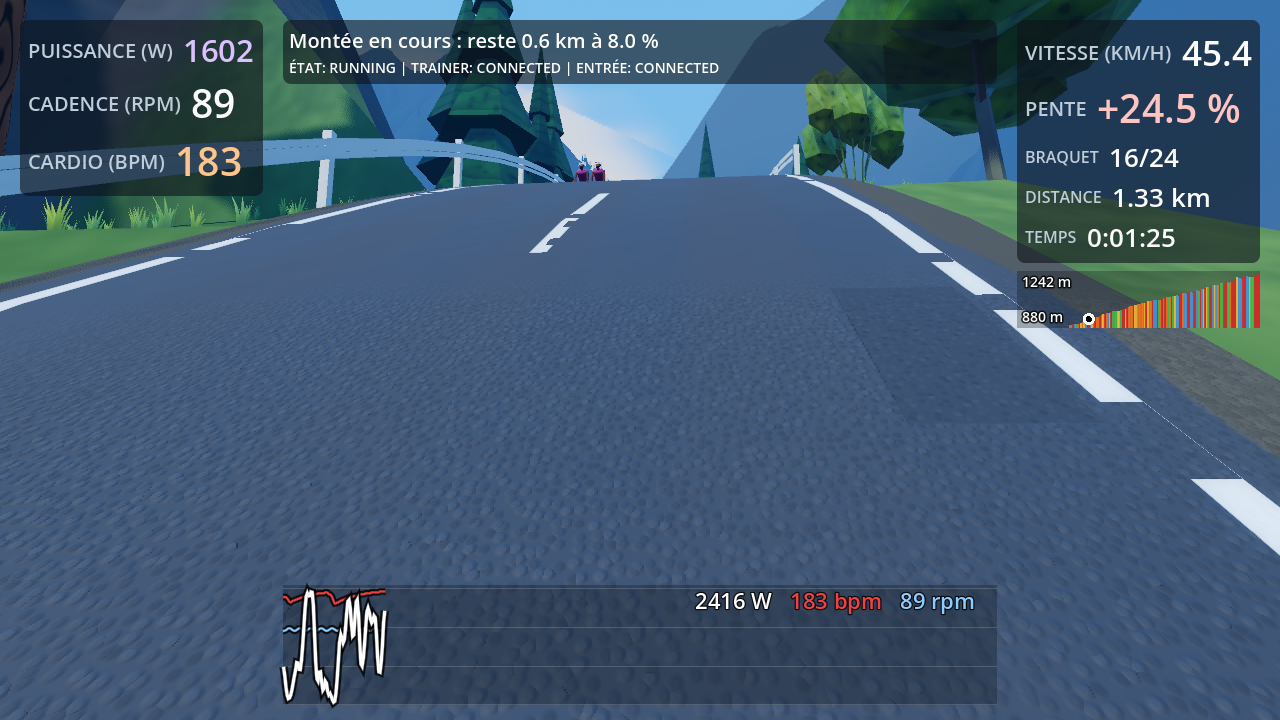 PUISSANCE (W) 1602
CADENCE (RPM) 89
CARDIO (BPM) 183
Montée en cours : reste 0.6 km à 8.0 %
ÉTAT: RUNNING | TRAINER: CONNECTED | ENTRÉE: CONNECTED
VITESSE (KM/H) 45.4
PENTE +24.5 %
BRAQUET 16/24
DISTANCE 1.33 km
TEMPS 0:01:25
1242 m
880 m
2416 W 183 bpm 89 rpm